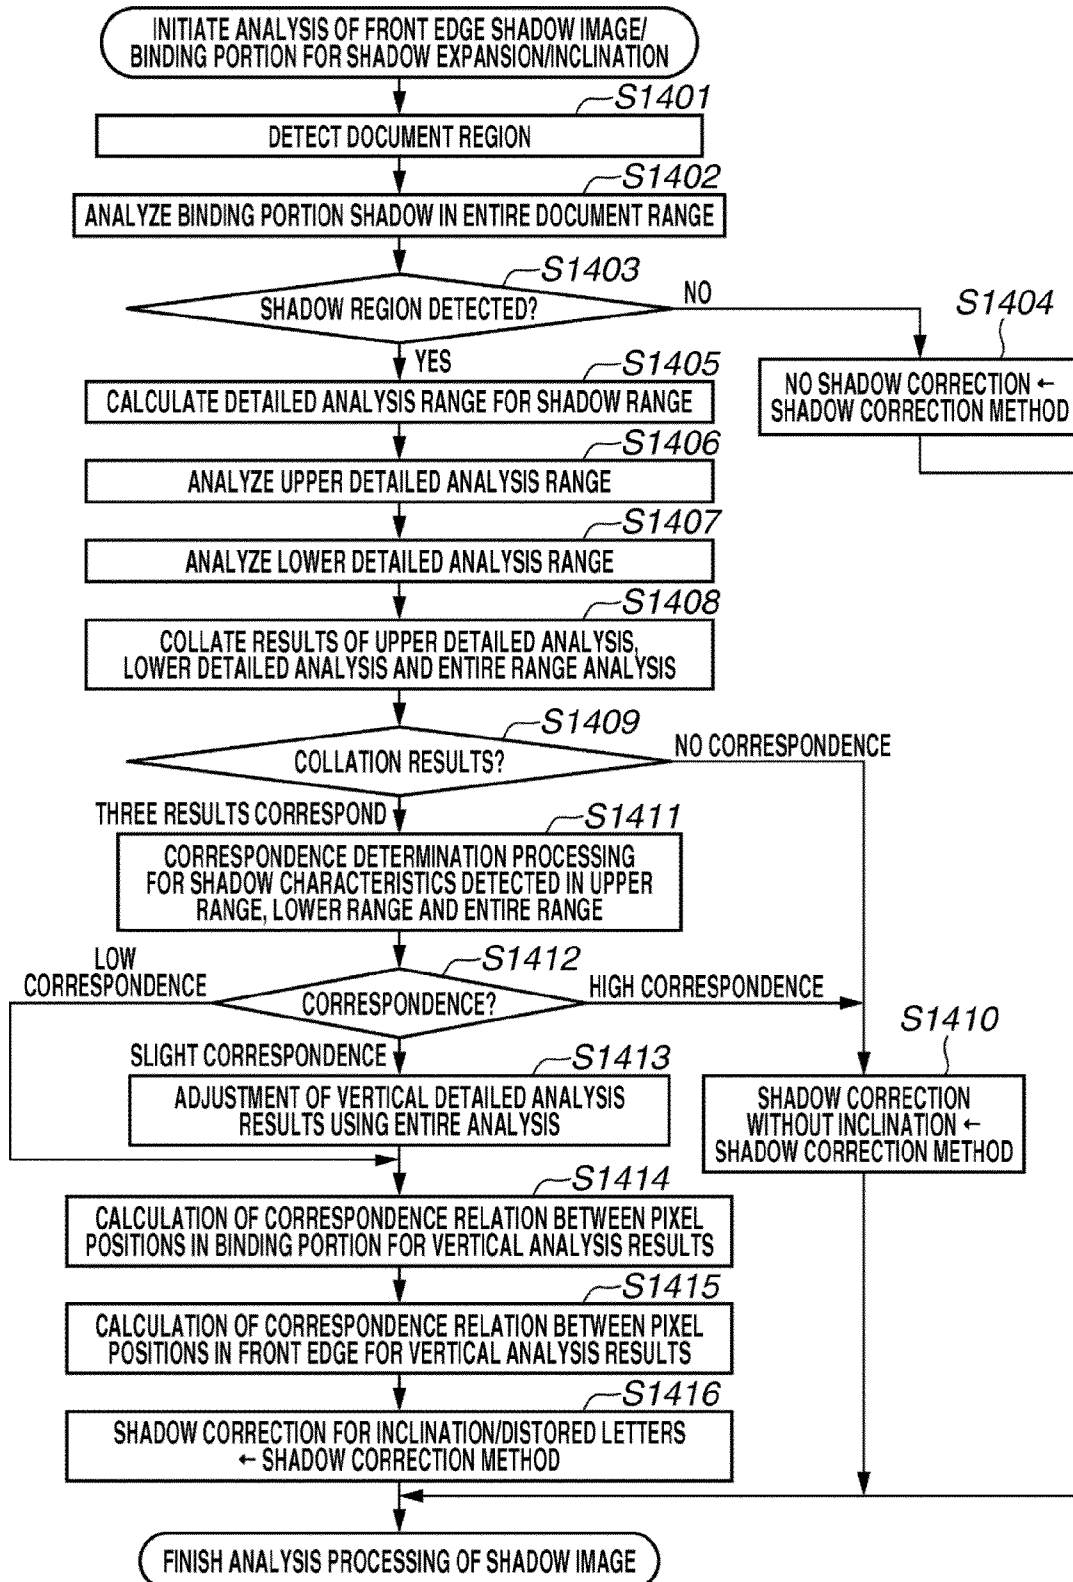 INITIATE ANALYSIS OF FRONT EDGE SHADOW IMAGE/
BINDING PORTION FOR SHADOW EXPANSION/INCLINATION
S1401
DETECT DOCUMENT REGION
S1402
ANALYZE BINDING PORTION SHADOW IN ENTIRE DOCUMENT RANGE
S1403
SHADOW REGION DETECTED?
NO
YES
S1404
NO SHADOW CORRECTION ←
SHADOW CORRECTION METHOD
S1405
CALCULATE DETAILED ANALYSIS RANGE FOR SHADOW RANGE
S1406
ANALYZE UPPER DETAILED ANALYSIS RANGE
S1407
ANALYZE LOWER DETAILED ANALYSIS RANGE
S1408
COLLATE RESULTS OF UPPER DETAILED ANALYSIS,
LOWER DETAILED ANALYSIS AND ENTIRE RANGE ANALYSIS
S1409
COLLATION RESULTS?
NO CORRESPONDENCE
THREE RESULTS CORRESPOND
S1411
CORRESPONDENCE DETERMINATION PROCESSING
FOR SHADOW CHARACTERISTICS DETECTED IN UPPER
RANGE, LOWER RANGE AND ENTIRE RANGE
LOW
CORRESPONDENCE
S1412
CORRESPONDENCE?
HIGH CORRESPONDENCE
SLIGHT CORRESPONDENCE
S1410
SHADOW CORRECTION
WITHOUT INCLINATION ←
SHADOW CORRECTION METHOD
S1413
ADJUSTMENT OF VERTICAL DETAILED ANALYSIS
RESULTS USING ENTIRE ANALYSIS
S1414
CALCULATION OF CORRESPONDENCE RELATION BETWEEN PIXEL
POSITIONS IN BINDING PORTION FOR VERTICAL ANALYSIS RESULTS
S1415
CALCULATION OF CORRESPONDENCE RELATION BETWEEN PIXEL
POSITIONS IN FRONT EDGE FOR VERTICAL ANALYSIS RESULTS
S1416
SHADOW CORRECTION FOR INCLINATION/DISTORED LETTERS
← SHADOW CORRECTION METHOD
FINISH ANALYSIS PROCESSING OF SHADOW IMAGE